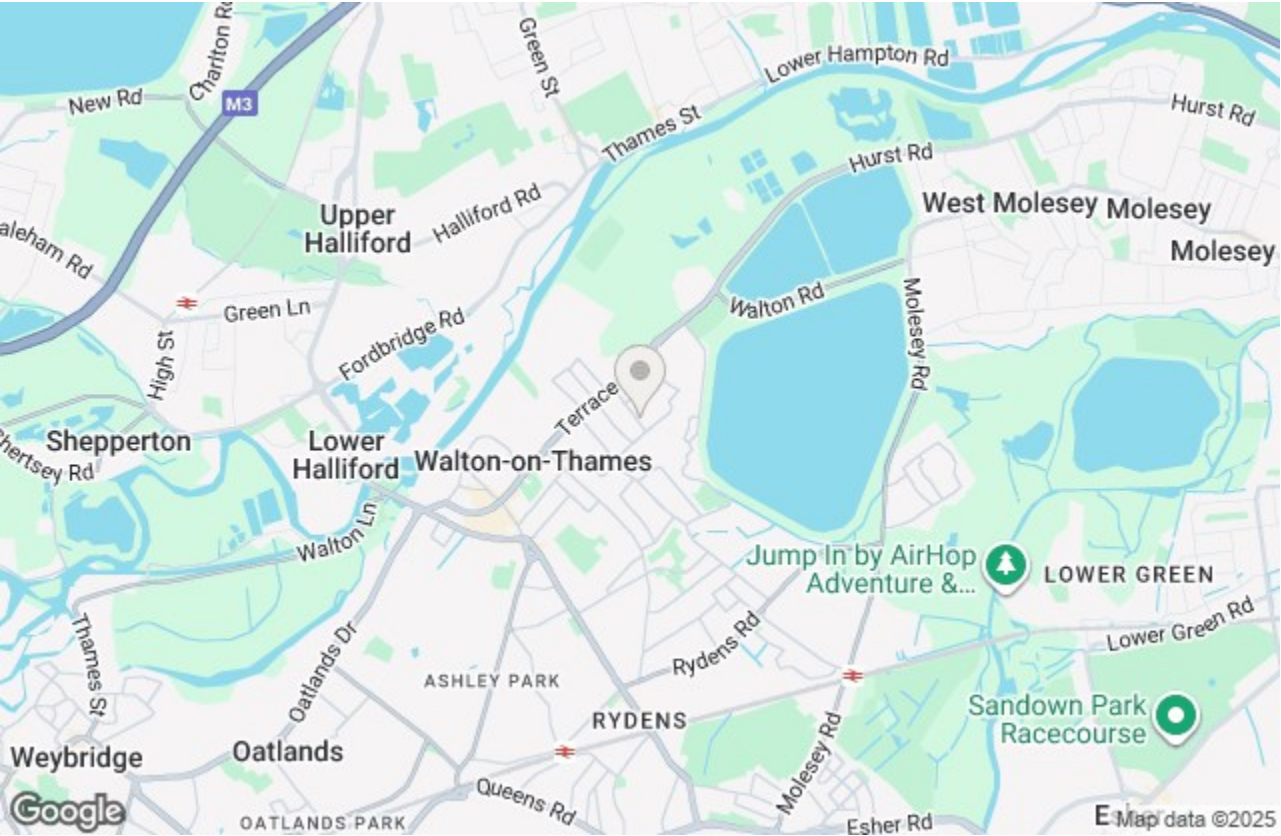 Charlton Rd
Green St
Lower Hampton Rd
New Rd
M3
Hurst Rd
Thames St
Hurst Rd
West Molesey
Molesey
Upper
Halliford
Halliford Rd
Molesey
Walton Rd
Green Ln
Molesey Rd
High St
Fordbridge Rd
Terrace
Shepperton
Lower
Halliford
Walton-on-Thames
Walton Ln
Jump In by AirHop
Adventure &...
LOWER GREEN
Thames St
Oatlands Dr
Rydens Rd
Lower Green Rd
ASHLEY PARK
RYDENS
Sandown Park
Racecourse
Weybridge
Oatlands
Molesey Rd
Queens Rd
Google
OATLANDS PARK
Esher Rd
Map data ©2025